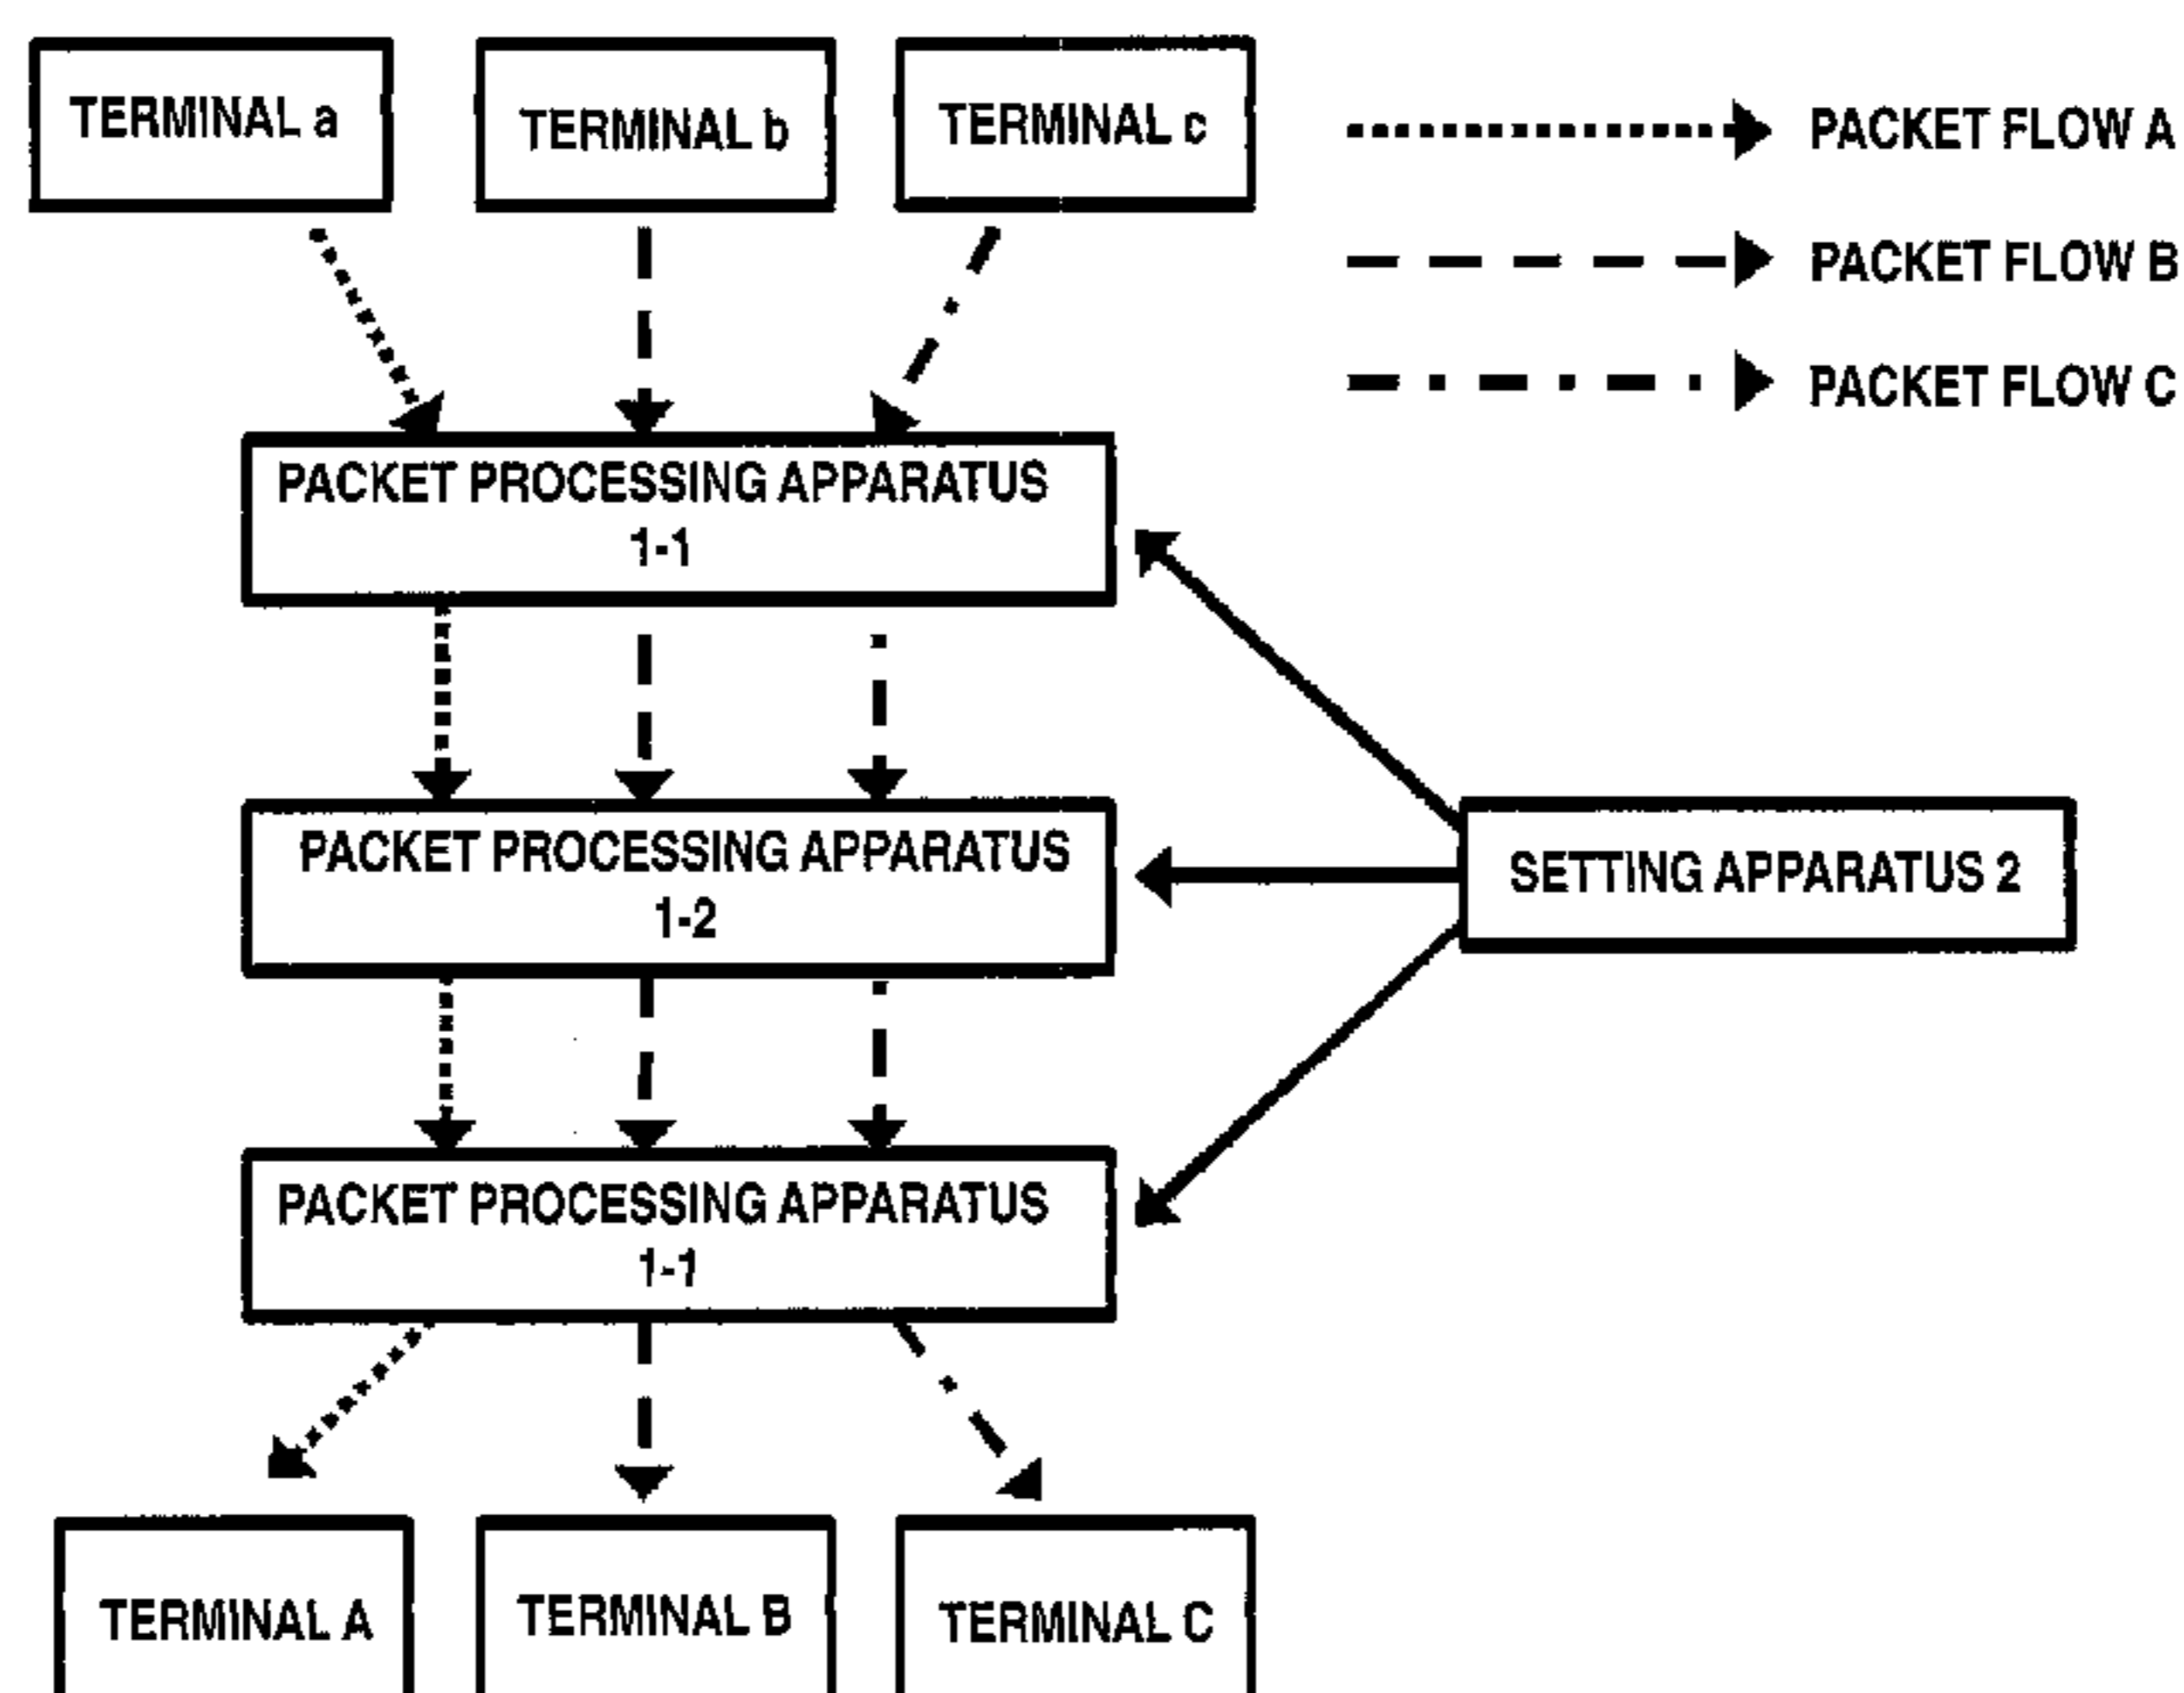 TERMINAL a
TERMINAL b
TERMINAL c
PACKET FLOW A
PACKET FLOW B
PACKET FLOW C
PACKET PROCESSING APPARATUS
1-1
PACKET PROCESSING APPARATUS
1-2
SETTING APPARATUS 2
PACKET PROCESSING APPARATUS
1-1
TERMINAL A
TERMINAL B
TERMINAL C